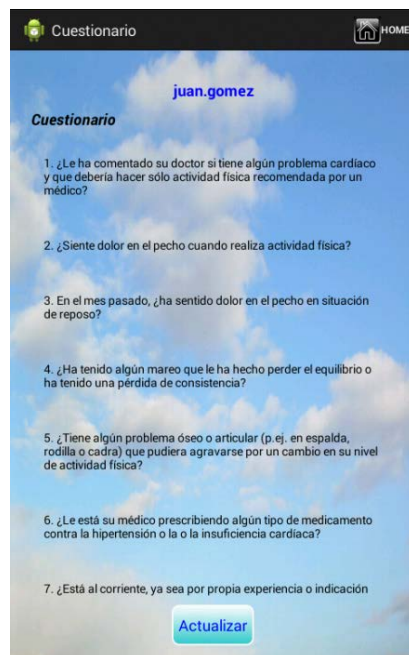 Cuestionario
HOME
juan.gomez
Cuestionario
1. ¿Le ha comentado su doctor si tiene algún problema cardíaco
y que debería hacer sólo actividad física recomendada por un
médico?
2. ¿Siente dolor en el pecho cuando realiza actividad física?
3. En el mes pasado, ¿ha sentido dolor en el pecho en situación
de reposo?
4. ¿Ha tenido algún mareo que le ha hecho perder el equilibrio o
ha tenido una pérdida de consistencia?
5. ¿Tiene algún problema óseo o articular (p.ej. en espalda,
rodilla o cadra) que pudiera agravarse por un cambio en su nivel
de actividad física?
6. ¿Le está su médico prescribiendo algún tipo de medicamento
contra la hipertensión o la o la insuficiencia cardíaca?
7. ¿Está al corriente, ya sea por propia experiencia o indicación
Actualizar